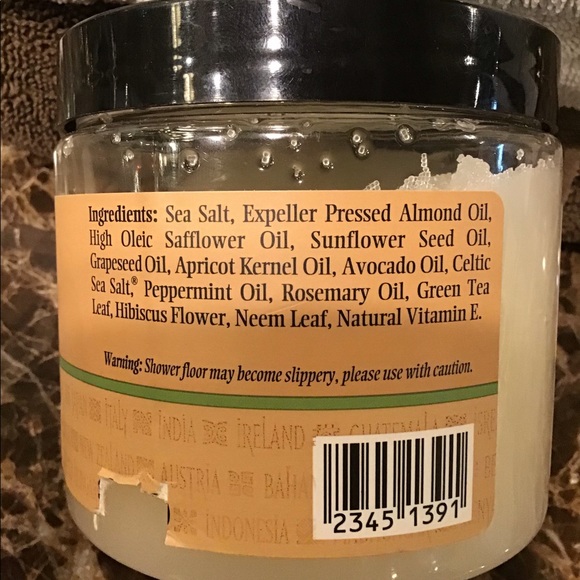 Ingredients: Sea Salt, Expeller Pressed Almond Oil,
High Oleic Safflower Oil, Sunflower Seed Oil,
Grapeseed Oil, Apricot Kernel Oil, Avocado Oil, Celtic
Sea Salt,® Peppermint Oil, Rosemary Oil, Green Tea
Leaf, Hibiscus Flower, Neem Leaf, Natural Vitamin E.
Warning: Shower floor may become slippery, please use with caution.
ITALY INDIA IRELAND GUATEMALA
AUSTRIA
INDONESIA
2345 1391